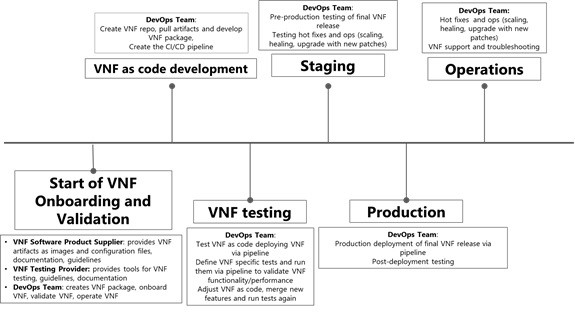 DevOps Team:
Create VNF repo, pull artifacts and develop
VNF package,
Create the CI/CD pipeline
VNF as code development
DevOps Team:
Pre-production testing of final VNF
release
Testing hot fixes and ops (scaling,
healing, upgrade with new patches)
Staging
DevOps Team:
Hot fixes and ops (scaling,
healing, upgrade with new
patches)
VNF support and troubleshooting
Operations
Start of VNF
Onboarding and
Validation
• VNF Software Product Supplier: provides VNF
artifacts as images and configuration files,
documentation, guidelines
• VNF Testing Provider: provides tools for VNF
testing, guidelines, documentation
• DevOps Team: creates VNF package, onboard
VNF, validate VNF, operate VNF
VNF testing
DevOps Team:
Test VNF as code deploying VNF
via pipeline
Define VNF specific tests and run
them via pipeline to validate VNF
functionality/performance
Adjust VNF as code, merge new
features and run tests again
Production
DevOps Team:
Production deployment of final VNF release via
pipeline
Post-deployment testing